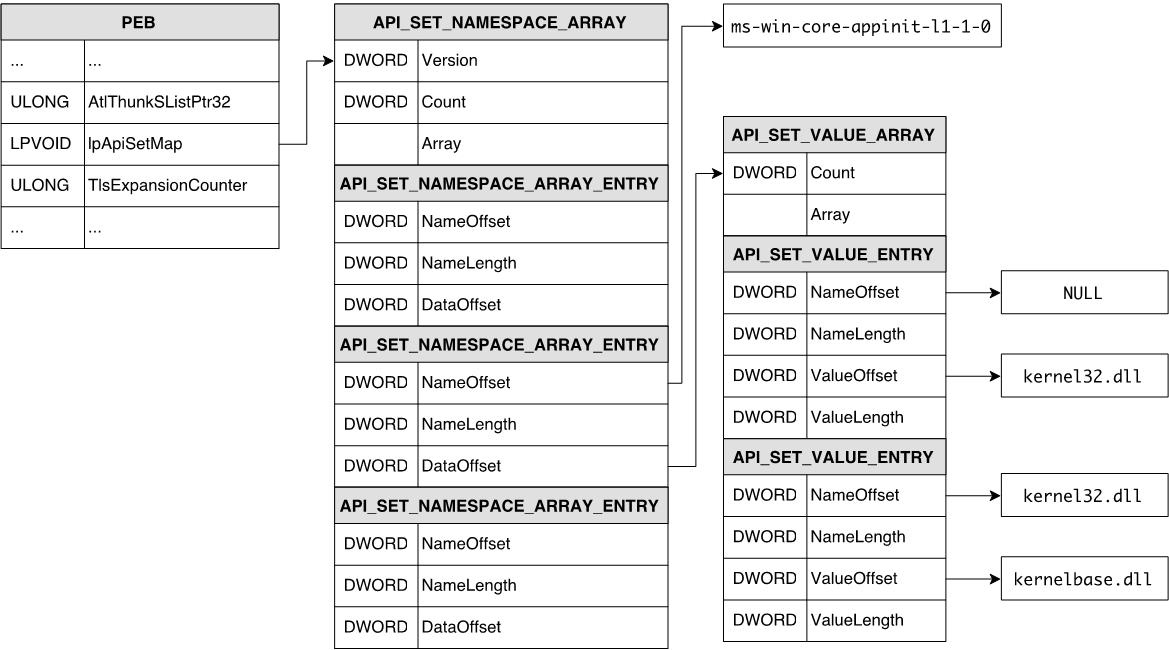 PEB
... ...
ULONG AtlThunkSListPtr32
LPVOID lpApiSetMap
ULONG TlsExpansionCounter
... ...
API_SET_NAMESPACE_ARRAY
DWORD Version
DWORD Count
Array
API_SET_NAMESPACE_ARRAY_ENTRY
DWORD NameOffset
DWORD NameLength
DWORD DataOffset
API_SET_NAMESPACE_ARRAY_ENTRY
DWORD NameOffset
DWORD NameLength
DWORD DataOffset
API_SET_NAMESPACE_ARRAY_ENTRY
DWORD NameOffset
DWORD NameLength
DWORD DataOffset
ms-win-core-appinit-l1-1-0
API_SET_VALUE_ARRAY
DWORD Count
Array
API_SET_VALUE_ENTRY
DWORD NameOffset
DWORD NameLength
DWORD ValueOffset
DWORD ValueLength
API_SET_VALUE_ENTRY
DWORD NameOffset
DWORD NameLength
DWORD ValueOffset
DWORD ValueLength
NULL
kernel32.dll
kernel32.dll
kernelbase.dll